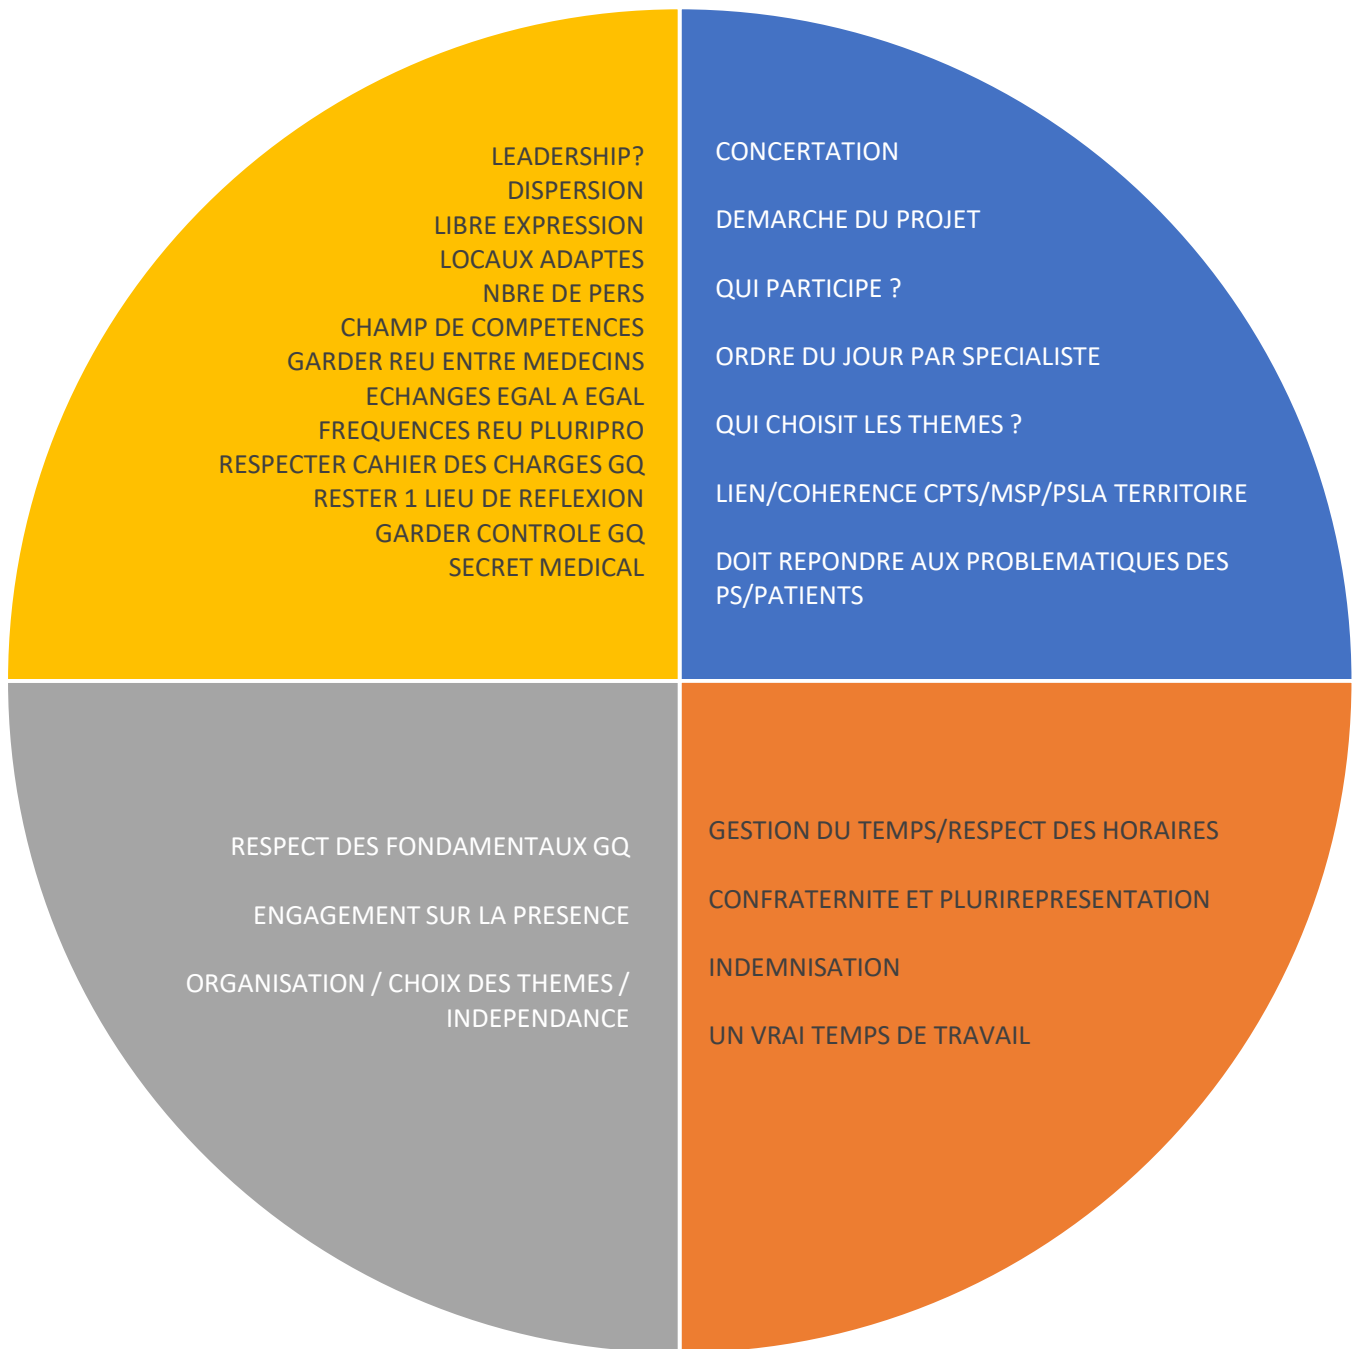 LEADERSHIP?
DISPERSION
LIBRE EXPRESSION
LOCAUX ADAPTES
NBRE DE PERS
CHAMP DE COMPETENCES
GARDER REU ENTRE MEDECINS
ECHANGES EGAL A EGAL
FREQUENCES REU PLURIPRO
RESPECTER CAHIER DES CHARGES GQ
RESTER 1 LIEU DE REFLEXION
GARDER CONTROLE GQ
SECRET MEDICAL
CONCERTATION
DEMARCHE DU PROJET
QUI PARTICIPE ?
ORDRE DU JOUR PAR SPECIALISTE
QUI CHOISIT LES THEMES ?
LIEN/COHERENCE CPTS/MSP/PSLA TERRITOIRE
DOIT REPONDRE AUX PROBLEMATIQUES DES
PS/PATIENTS
RESPECT DES FONDAMENTAUX GQ
ENGAGEMENT SUR LA PRESENCE
ORGANISATION / CHOIX DES THEMES /
INDEPENDANCE
GESTION DU TEMPS/RESPECT DES HORAIRES
CONFRATERNITE ET PLURIREPRESENTATION
INDEMNISATION
UN VRAI TEMPS DE TRAVAIL